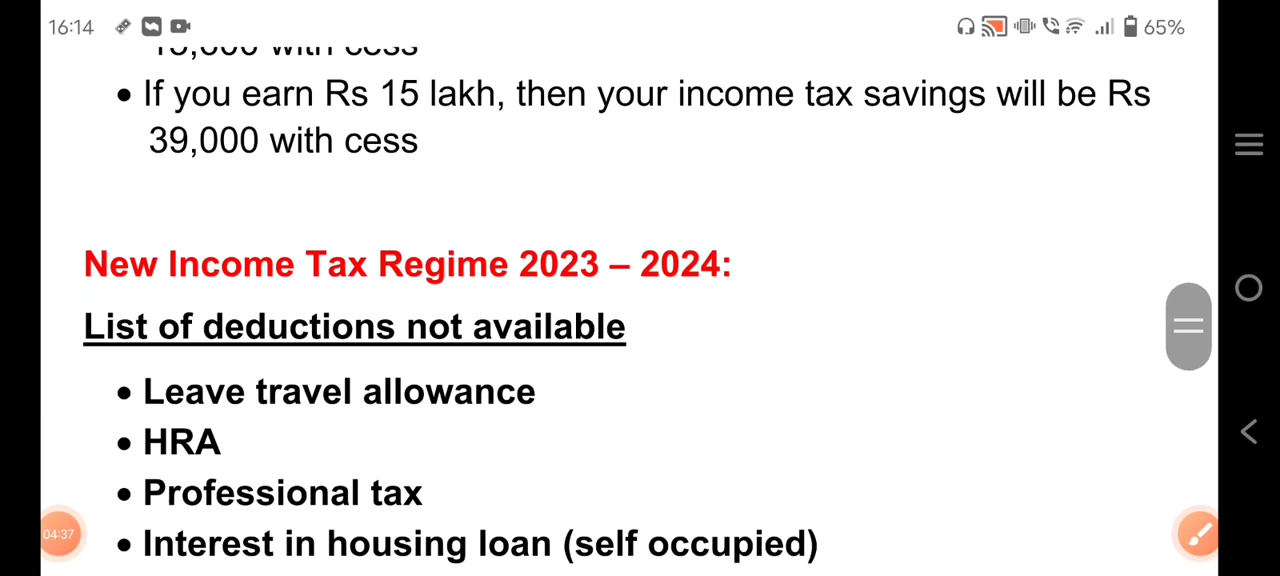 16:14
65%
with cess
• If you earn Rs 15 lakh, then your income tax savings will be Rs
39,000 with cess
New Income Tax Regime 2023 – 2024:
List of deductions not available
• Leave travel allowance
• HRA
• Professional tax
• Interest in housing loan (self occupied)
04:37